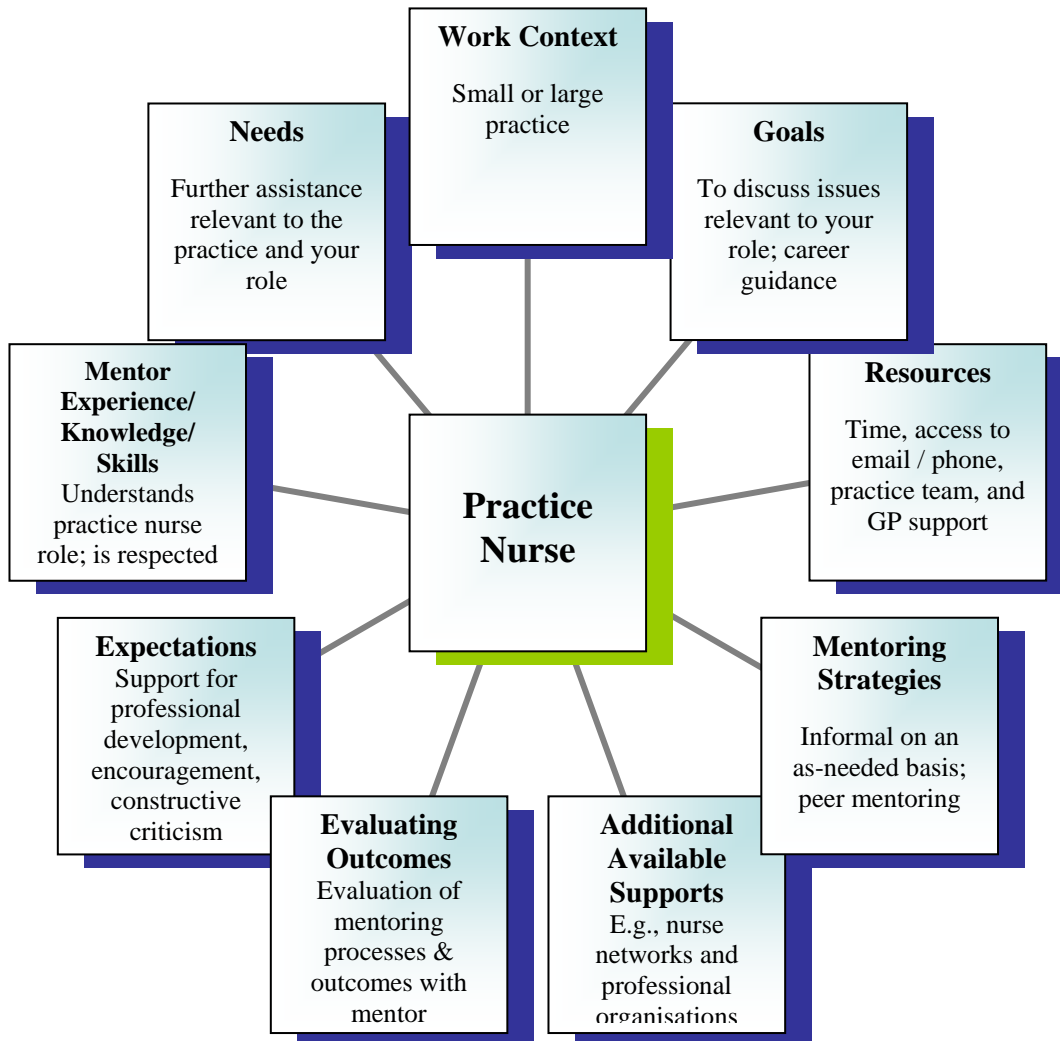 Work Context
Small or large
practice
Needs
Further assistance
relevant to the
practice and your
role
Goals
To discuss issues
relevant to your
role; career
guidance
Mentor
Experience/
Knowledge/
Skills
Understands
practice nurse
role; is respected
Resources
Time, access to
email / phone,
practice team, and
GP support
Practice
Nurse
Expectations
Support for
professional
development,
encouragement,
constructive
criticism
Mentoring
Strategies
Informal on an
as-needed basis;
peer mentoring
Evaluating
Outcomes
Evaluation of
mentoring
processes &
outcomes with
mentor
Additional
Available
Supports
E.g., nurse
networks and
professional
organisations